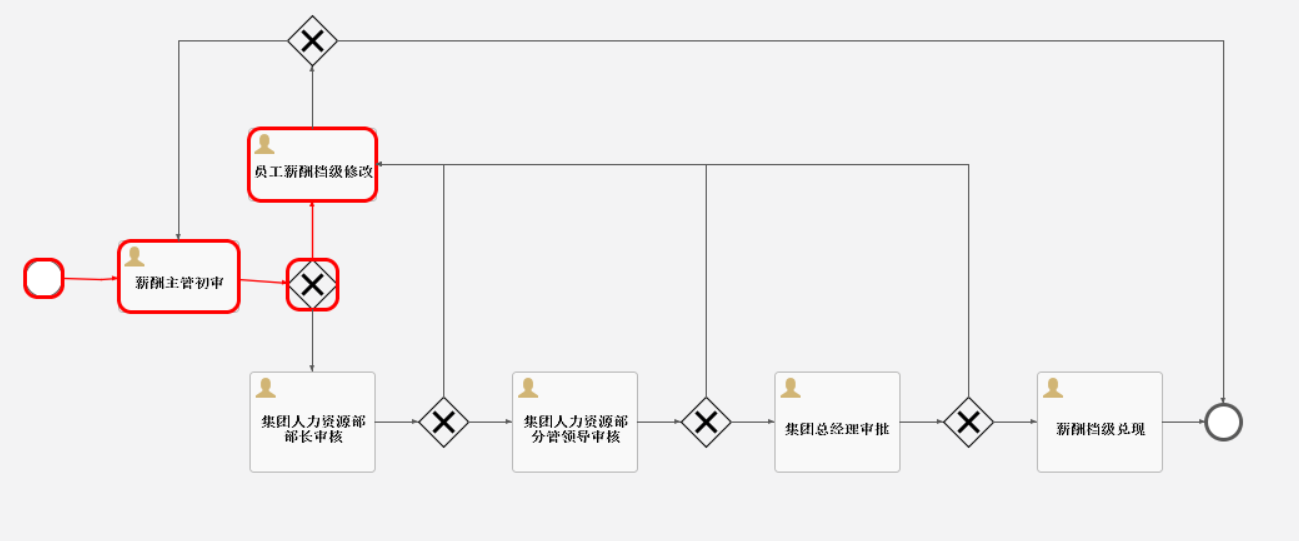 员工薪酬档级修改
薪酬主管初审
集团人力资源部
部长审核
集团人力资源部
分管领导审核
集团总经理审批
薪酬档级兑现